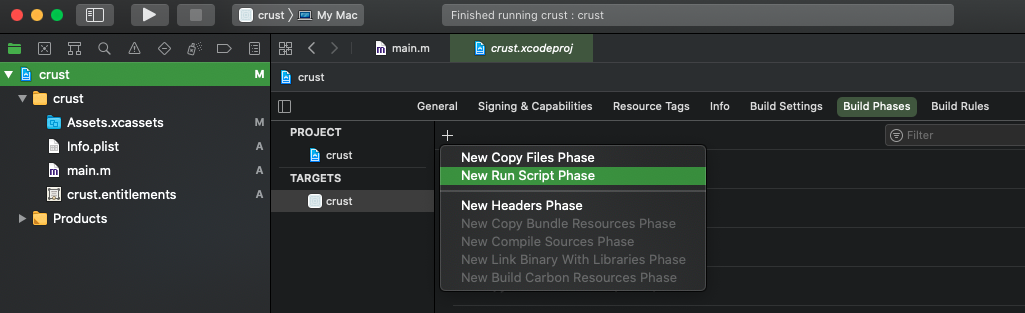 crust 〉 My Mac
Finished running crust : crust
main.m
crust.xcodeproj
crust M
crust
General Signing & Capabilities Resource Tags Info Build Settings Build Phases Build Rules
crust
Assets.xcassets M
Info.plist A
main.m A
crust.entitlements A
Products
PROJECT
crust
TARGETS
crust
+
Filter
New Copy Files Phase
New Run Script Phase
New Headers Phase
New Copy Bundle Resources Phase
New Compile Sources Phase
New Link Binary With Libraries Phase
New Build Carbon Resources Phase